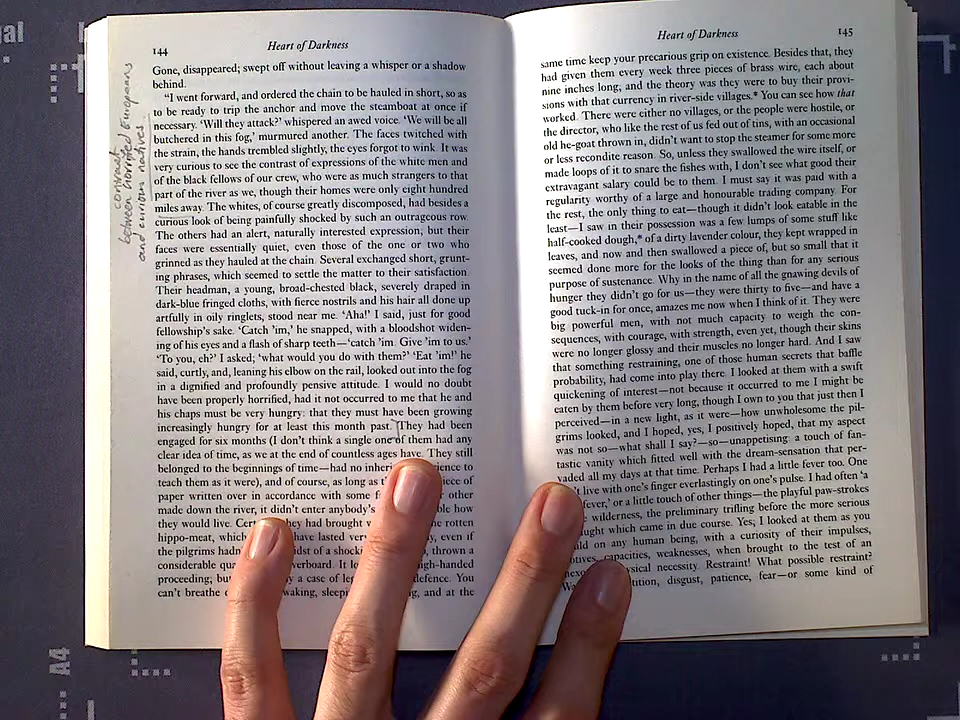 144
Heart of Darkness
Gone, disappeared; swept off without leaving a whisper or a shadow
behind.
"I went forward, and ordered the chain to be hauled in short, so as
to be ready to trip the anchor and move the steamboat at once if
necessary. 'Will they attack?' whispered an awed voice. 'We will be all
butchered in this fog,' murmured another. The faces twitched with
the strain, the hands trembled slightly, the eyes forgot to wink. It was
very curious to see the contrast of expressions of the white men and
of the black fellows of our crew, who were as much strangers to that
part of the river as we, though their homes were only eight hundred
miles away. The whites, of course greatly discomposed, had besides a
curious look of being painfully shocked by such an outrageous row.
The others had an alert, naturally interested expression; but their
faces were essentially quiet, even those of the one or two who
grinned as they hauled at the chain. Several exchanged short, grunt-
ing phrases, which seemed to settle the matter to their satisfaction.
Their headman, a young, broad-chested black, severely draped in
dark-blue fringed cloths, with fierce nostrils and his hair all done up
artfully in oily ringlets, stood near me. 'Aha!' I said, just for good
fellowship's sake. 'Catch 'im,' he snapped, with a bloodshot widen-
ing of his eyes and a flash of sharp teeth—'catch 'im. Give 'im to us.'
'To you, eh?' I asked; 'what would you do with them?' 'Eat 'im!' he
said, curtly, and, leaning his elbow on the rail, looked out into the fog
in a dignified and profoundly pensive attitude. I would no doubt
have been properly horrified, had it not occurred to me that he and
his chaps must be very hungry: that they must have been growing
increasingly hungry for at least this month past. They had been
engaged for six months (I don't think a single one of them had any
clear idea of time, as we at the end of countless ages have. They still
belonged to the beginnings of time—had no
teach them as it were), and of course, as long as
paper written over in accordance with some other
made down the river, it didn't enter anybody's how
they would live. had brought rotten
hippo-meat, have lasted even if
the pilgrims of a thrown a
considerable It
proceeding; but a case of You
can't breathe waking, and at the
contrast
between horrified Europeans
and curious natives.
Heart of Darkness
145
same time keep your precarious grip on existence. Besides that, they
had given them every week three pieces of brass wire, each about
nine inches long, and the theory was they were to buy their provi-
sions with that currency in river-side villages.* You can see how that
worked. There were either no villages, or the people were hostile, or
the director, who like the rest of us fed out of tins, with an occasional
old he-goat thrown in, didn't want to stop the steamer for some more
or less recondite reason. So, unless they swallowed the wire itself, or
made loops of it to snare the fishes with, I don't see what good their
extravagant salary could be to them. I must say it was paid with a
regularity worthy of a large and honourable trading company. For
the rest, the only thing to eat—though it didn't look eatable in the
least—I saw in their possession was a few lumps of some stuff like
half-cooked dough,* of a dirty lavender colour, they kept wrapped in
leaves, and now and then swallowed a piece of, but so small that it
seemed done more for the looks of the thing than for any serious
purpose of sustenance. Why in the name of all the gnawing devils of
hunger they didn't go for us—they were thirty to five—and have a
good tuck-in for once, amazes me now when I think of it. They were
big powerful men, with not much capacity to weigh the con-
sequences, with courage, with strength, even yet, though their skins
were no longer glossy and their muscles no longer hard. And I saw
that something restraining, one of those human secrets that baffle
probability, had come into play there. I looked at them with a swift
quickening of interest—not because it occurred to me I might be
eaten by them before very long, though I own to you that just then I
perceived—in a new light, as it were—how unwholesome the pil-
grims looked, and I hoped, yes, I positively hoped, that my aspect
was not so—what shall I say?—so—unappetising: a touch of fan-
tastic vanity which fitted well with the dream-sensation that per-
vaded all my days at that time. Perhaps I had a little fever too. One
live with one's finger everlastingly on one's pulse. I had often 'a
fever,' or a little touch of other things—the playful paw-strokes
wilderness, the preliminary trifling before the more serious
which came in due course. Yes; I looked at them as you
on any human being, with a curiosity of their impulses,
capacities, weaknesses, when brought to the test of an
necessity. Restraint! What possible restraint?
disgust, patience, fear—or some kind of
A4